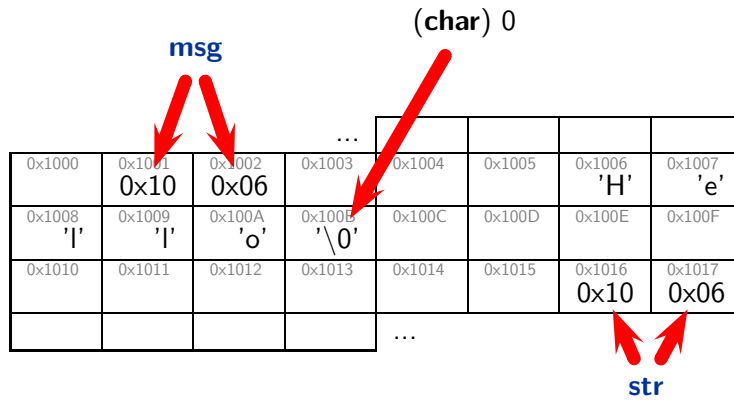 (char) 0
msg
...
0x1000 0x1001 0x1002 0x1003 0x1004 0x1005 0x1006 0x1007
0x10 0x06 'H' 'e'
0x1008 0x1009 0x100A 0x100B 0x100C 0x100D 0x100E 0x100F
'l' 'l' 'o' '\0'
0x1010 0x1011 0x1012 0x1013 0x1014 0x1015 0x1016 0x1017
0x10 0x06
...
str